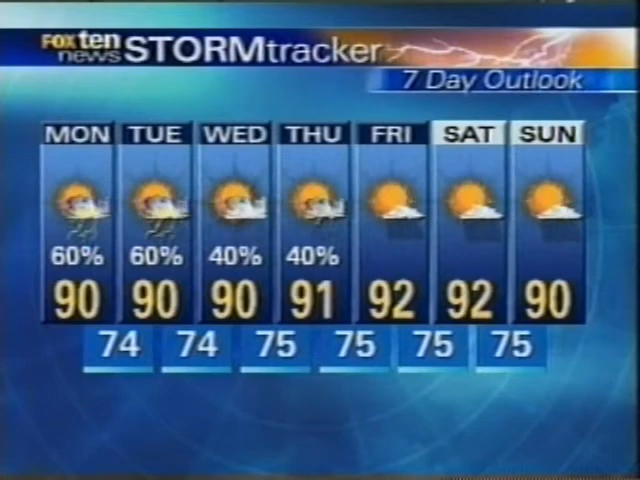 FOX ten news STORMtracker
7 Day Outlook
MON TUE WED THU FRI SAT SUN
60% 60% 40% 40%
90 90 90 91 92 92 90
74 74 75 75 75 75